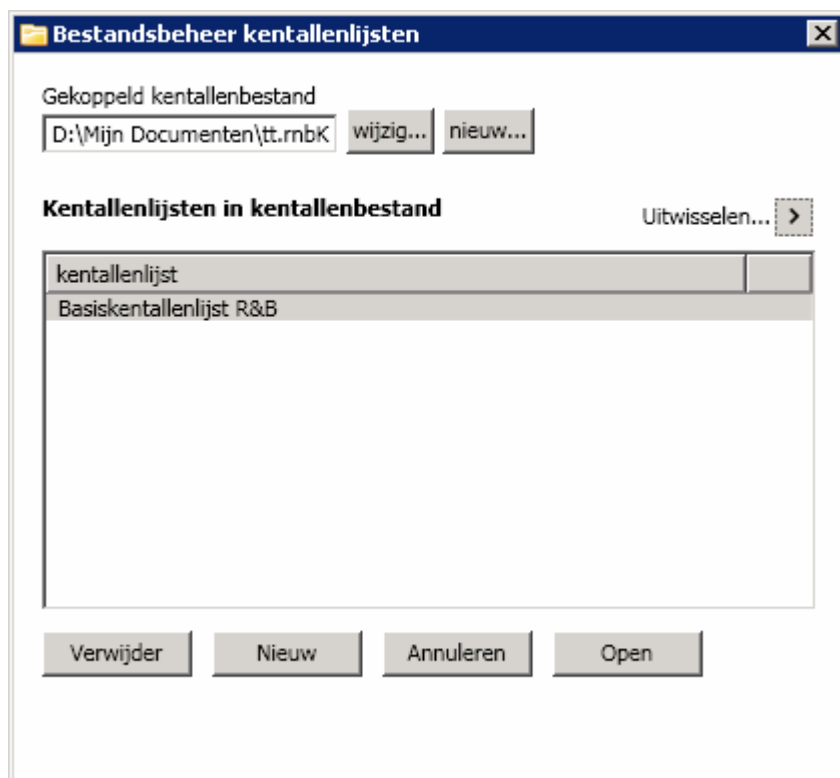 Bestandsbeheer kentallenlijsten
Gekoppeld kentallenbestand
D:\Mijn Documenten\tt.rnbK wijzig... nieuw...
Kentallenlijsten in kentallenbestand
Uitwisselen... >
kentallenlijst
Basiskentallenlijst R&B
Verwijder Nieuw Annuleren Open